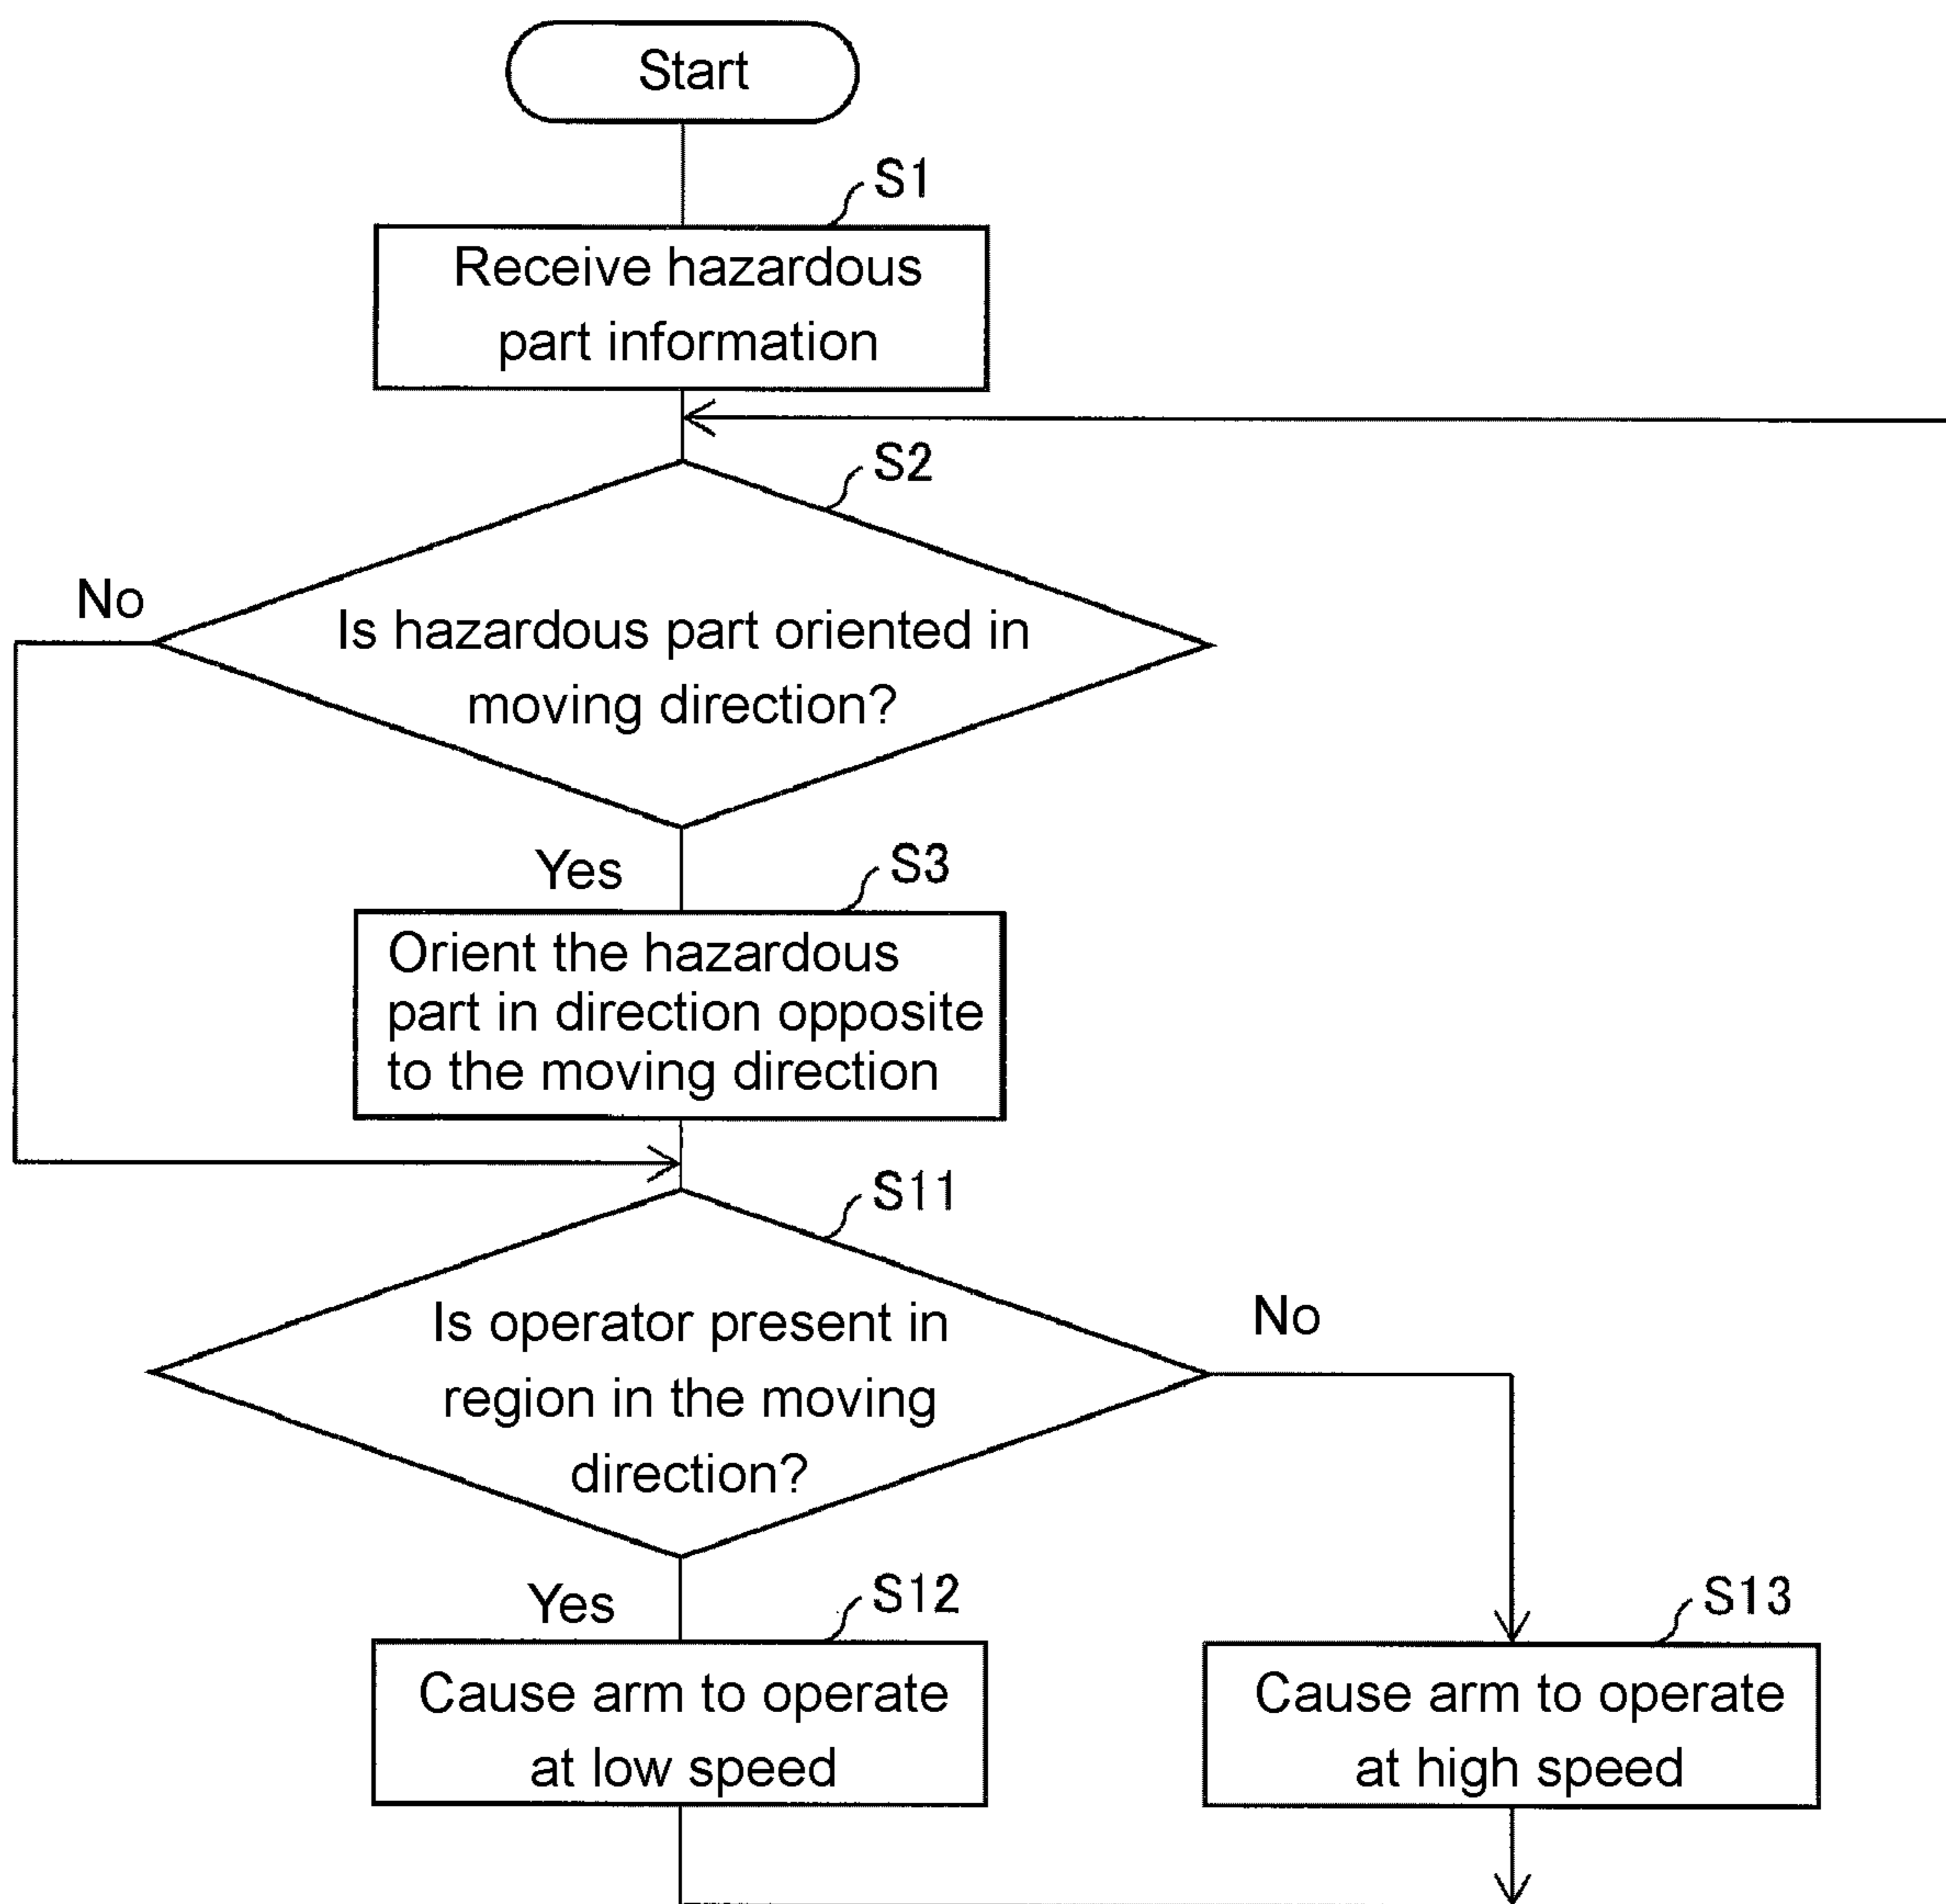 Start
S1
Receive hazardous
part information
S2
No
Is hazardous part oriented in
moving direction?
Yes
S3
Orient the hazardous
part in direction opposite
to the moving direction
S11
Is operator present in
region in the moving
direction?
No
Yes
S12
S13
Cause arm to operate
at low speed
Cause arm to operate
at high speed